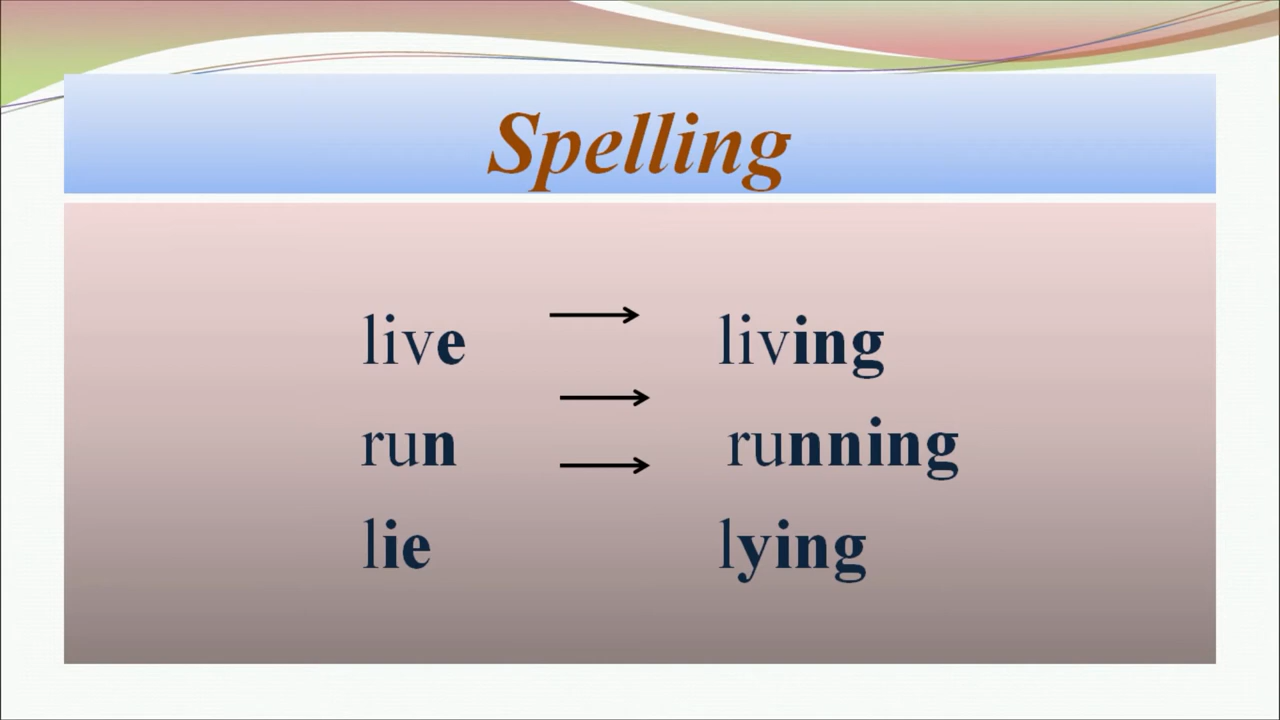 Spelling
live → living
run → running
lie → lying